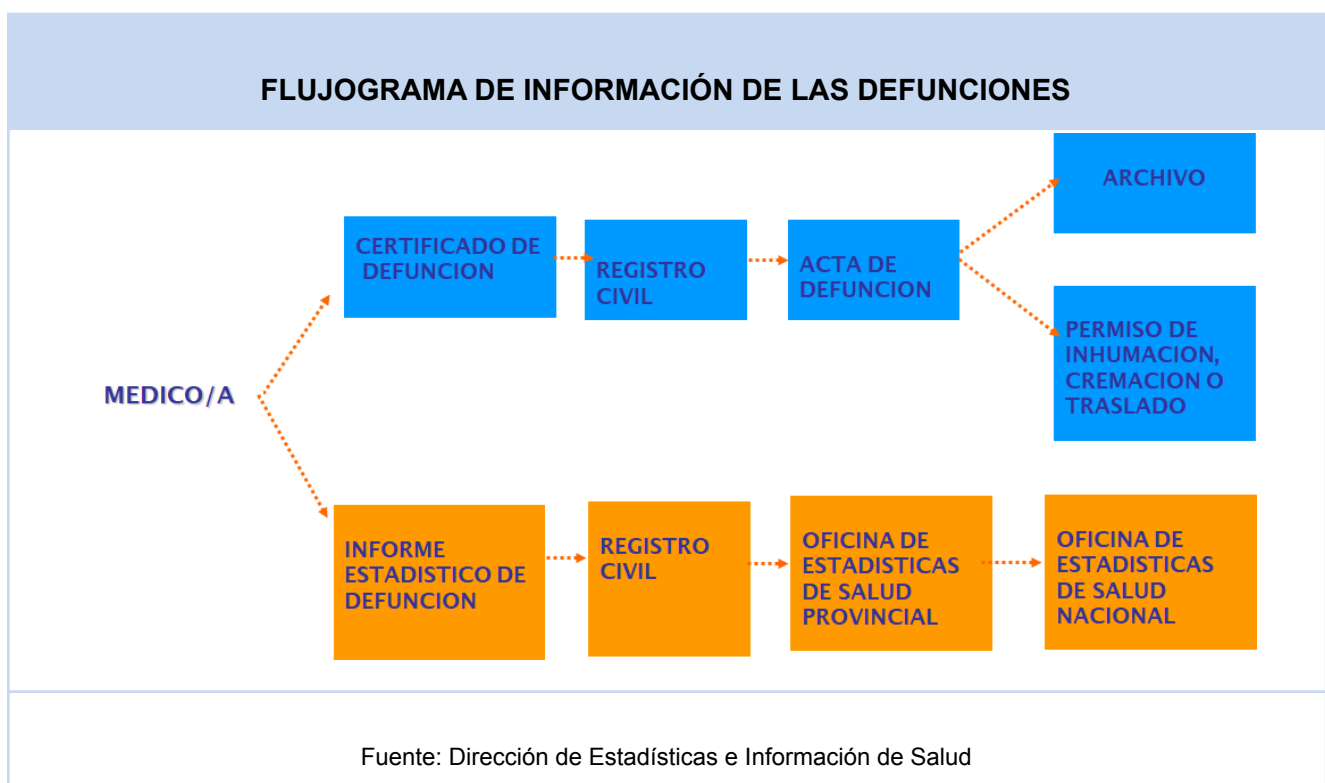 FLUJOGRAMA DE INFORMACIÓN DE LAS DEFUNCIONES
ARCHIVO
CERTIFICADO DE
DEFUNCION
REGISTRO
CIVIL
ACTA DE
DEFUNCION
PERMISO DE
INHUMACION,
CREMACION O
TRASLADO
MEDICO/A
INFORME
ESTADISTICO DE
DEFUNCION
REGISTRO
CIVIL
OFICINA DE
ESTADISTICAS
DE SALUD
PROVINCIAL
OFICINA DE
ESTADISTICAS
DE SALUD
NACIONAL
Fuente: Dirección de Estadísticas e Información de Salud